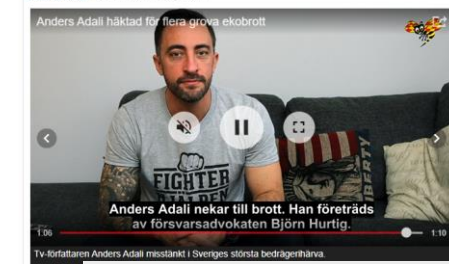 Anders Adali häktad för flera grova ekobrott
FIGHTER
LIBERTY
Anders Adali nekar till brott. Han företräds
av försvarsadvokaten Björn Hurtig.
1:06
1:10
Tv-författaren Anders Adali misstänkt i Sveriges största bedrägerihärva.